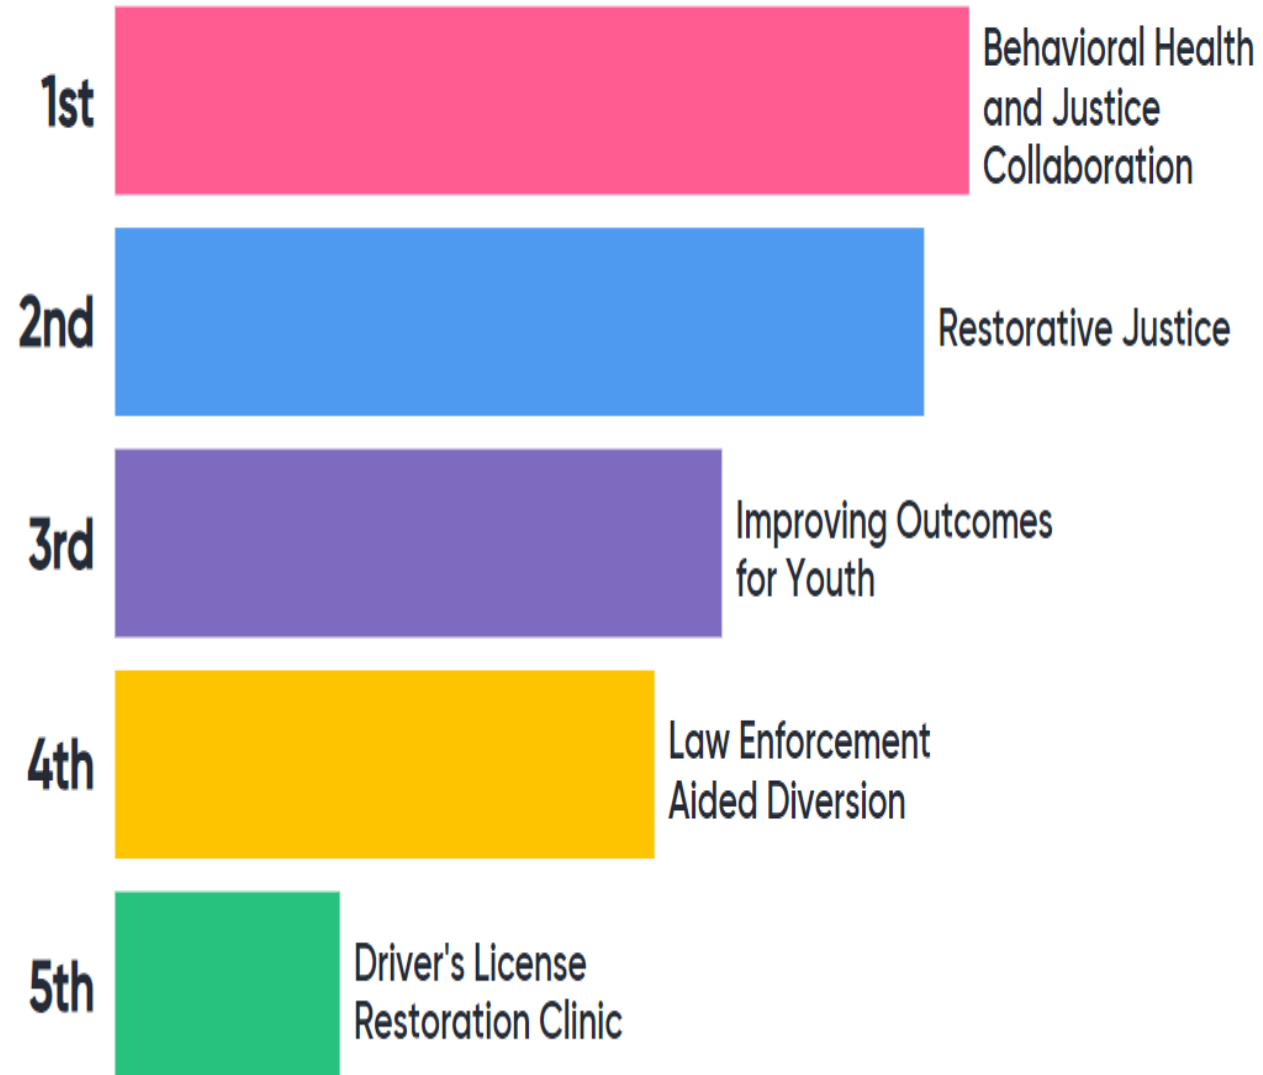 1st
Behavioral Health
and Justice
Collaboration
2nd
Restorative Justice
3rd
Improving Outcomes
for Youth
4th
Law Enforcement
Aided Diversion
5th
Driver's License
Restoration Clinic